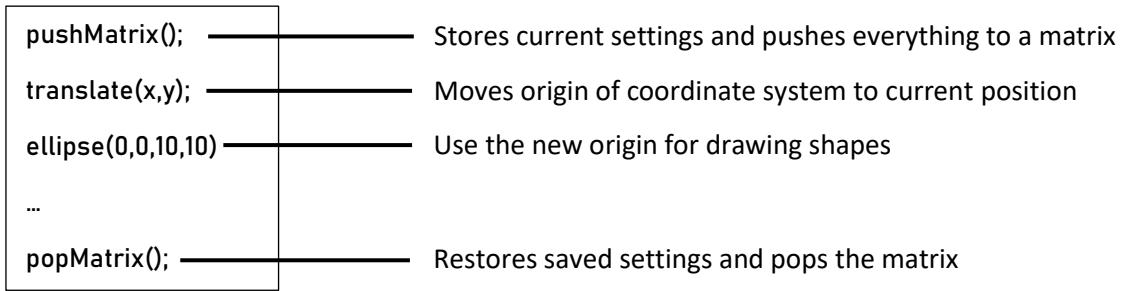 pushMatrix(); Stores current settings and pushes everything to a matrix
translate(x,y); Moves origin of coordinate system to current position
ellipse(0,0,10,10) Use the new origin for drawing shapes
…
popMatrix(); Restores saved settings and pops the matrix